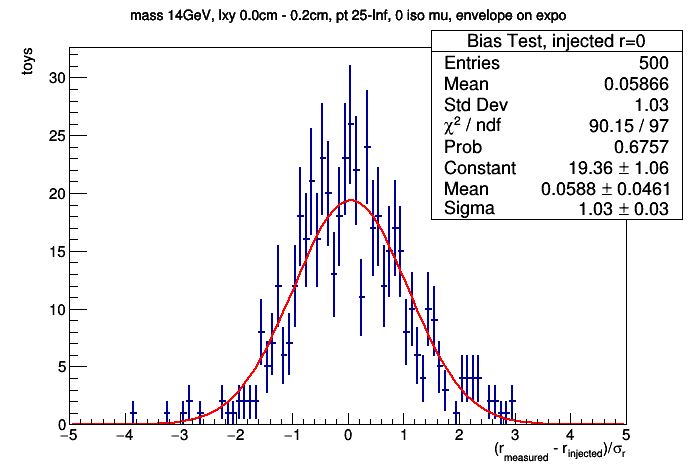 mass 14GeV, lxy 0.0cm - 0.2cm, pt 25-Inf, 0 iso mu, envelope on expo
toys
Bias Test, injected r=0
Entries 500
Mean 0.05866
Std Dev 1.03
χ² / ndf 90.15 / 97
Prob 0.6757
Constant 19.36 ± 1.06
Mean 0.0588 ± 0.0461
Sigma 1.03 ± 0.03
30
25
20
15
10
5
0
−5 −4 −3 −2 −1 0 1 2 3 4 5
(r_measured - r_injected)/σ_r